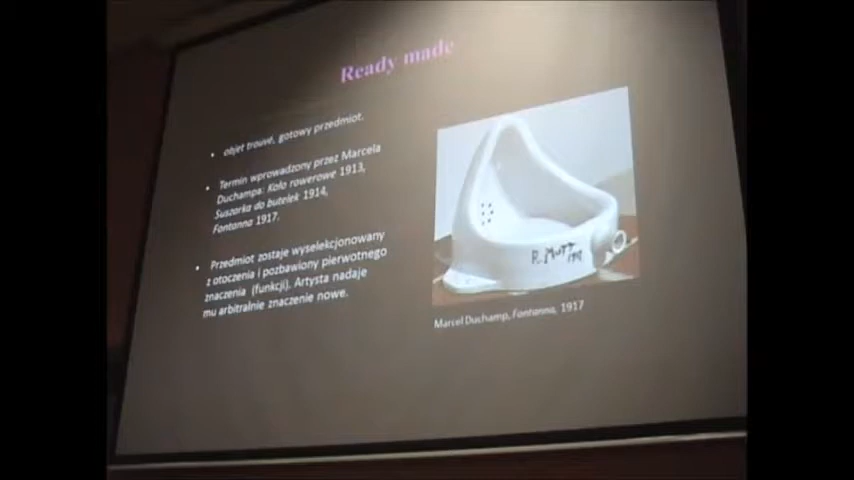 Ready made
objet trouvé, gotowy przedmiot.
Termin wprowadzony przez Marcela
Duchampa: Koło rowerowe 1913,
Suszarka do butelek 1914,
Fontanna 1917.
Przedmiot zostaje wyselekcjonowany
z otoczenia i pozbawiony pierwotnego
znaczenia (funkcji). Artysta nadaje
mu arbitralnie znaczenie nowe.
R. MUTT
1917
Marcel Duchamp, Fontanna, 1917